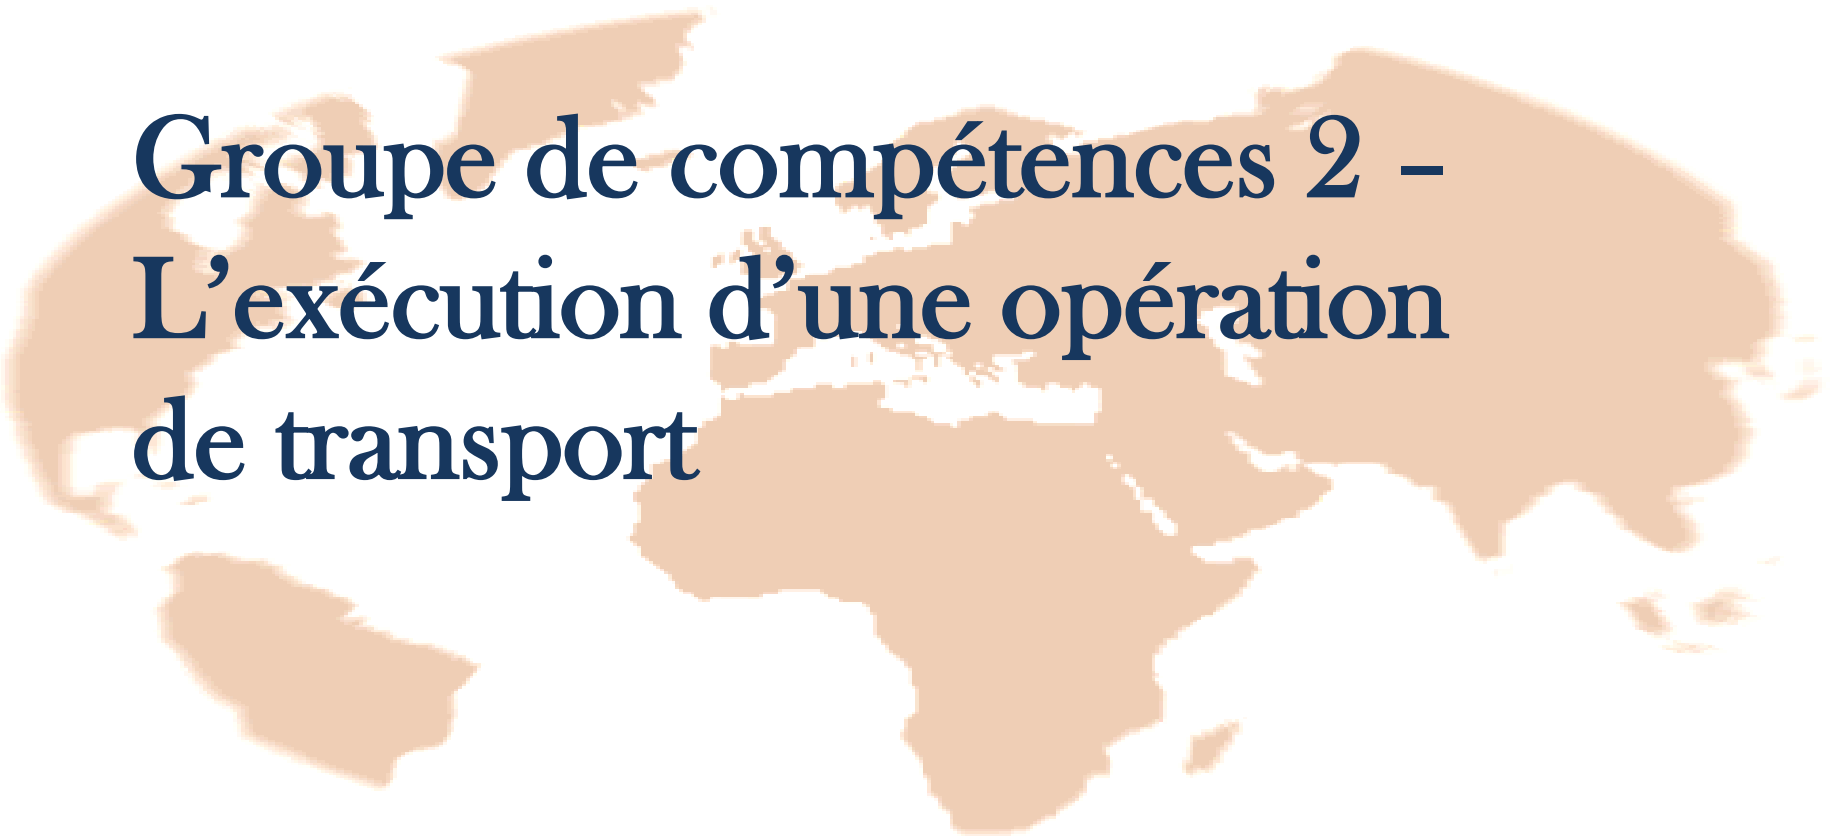 Groupe de compétences 2 –
L’exécution d’une opération
de transport